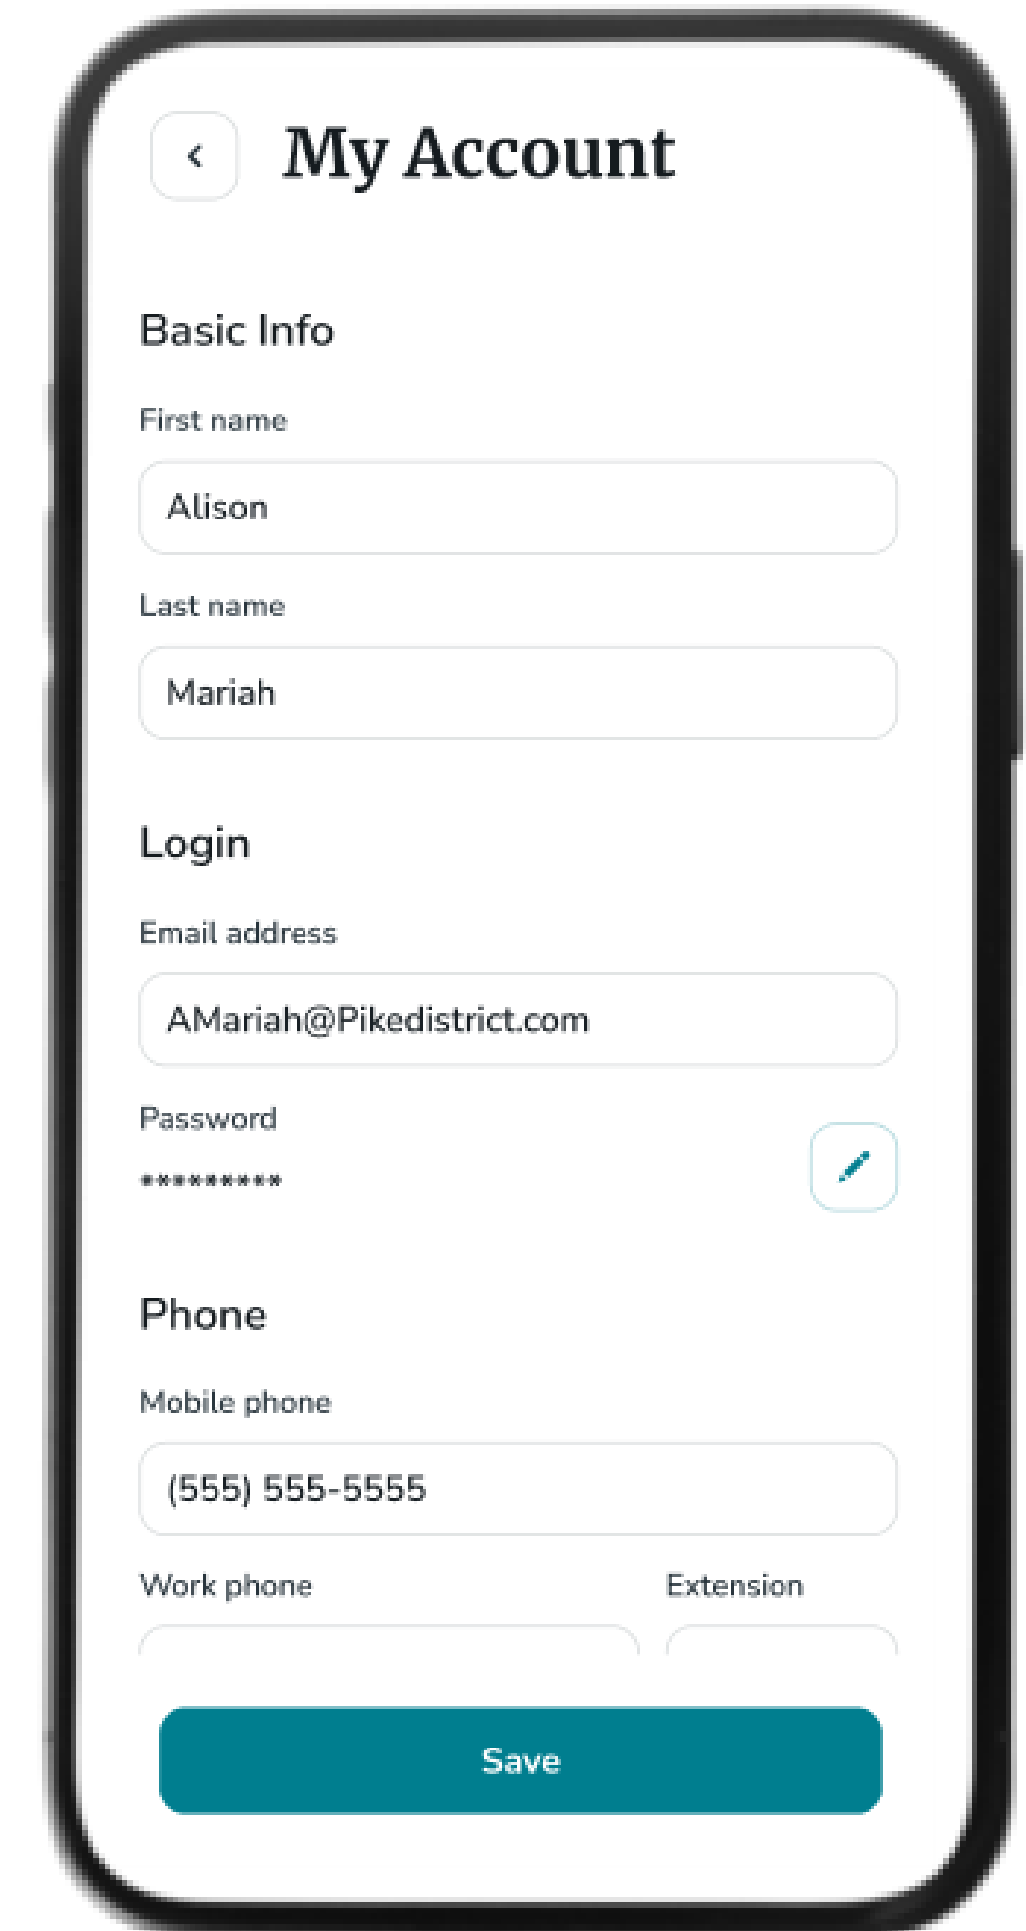 My Account
Basic Info
First name
Alison
Last name
Mariah
Login
Email address
AMariah@Pikedistrict.com
Password
*********
Phone
Mobile phone
(555) 555-5555
Work phone Extension
Save